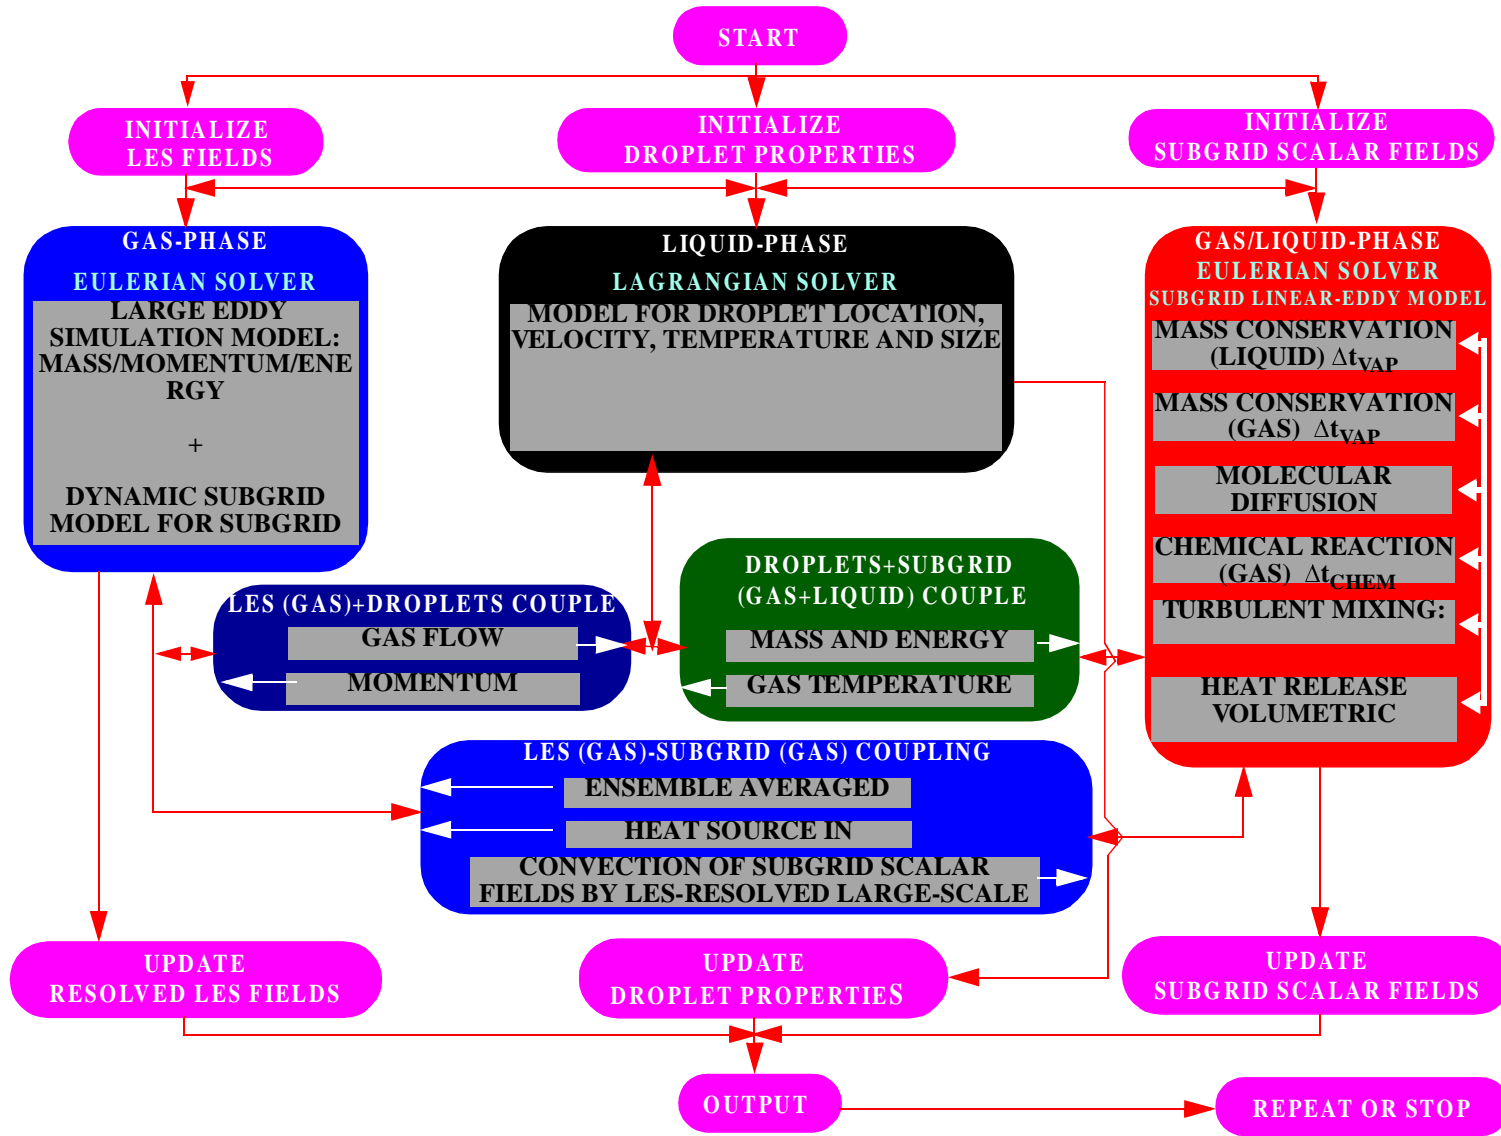 START
INITIALIZE
LES FIELDS
INITIALIZE
DROPLET PROPERTIES
INITIALIZE
SUBGRID SCALAR FIELDS
GAS-PHASE
EULERIAN SOLVER
LARGE EDDY
SIMULATION MODEL:
MASS/MOMENTUM/ENE
RGY
+
DYNAMIC SUBGRID
MODEL FOR SUBGRID
LIQUID-PHASE
LAGRANGIAN SOLVER
MODEL FOR DROPLET LOCATION,
VELOCITY, TEMPERATURE AND SIZE
GAS/LIQUID-PHASE
EULERIAN SOLVER
SUBGRID LINEAR-EDDY MODEL
MASS CONSERVATION
(LIQUID) Δt_VAP
MASS CONSERVATION
(GAS) Δt_VAP
MOLECULAR
DIFFUSION
CHEMICAL REACTION
(GAS) Δt_CHEM
TURBULENT MIXING:
HEAT RELEASE
VOLUMETRIC
LES (GAS)+DROPLETS COUPLE
GAS FLOW
MOMENTUM
DROPLETS+SUBGRID
(GAS+LIQUID) COUPLE
MASS AND ENERGY
GAS TEMPERATURE
LES (GAS)-SUBGRID (GAS) COUPLING
ENSEMBLE AVERAGED
HEAT SOURCE IN
CONVECTION OF SUBGRID SCALAR
FIELDS BY LES-RESOLVED LARGE-SCALE
UPDATE
RESOLVED LES FIELDS
UPDATE
DROPLET PROPERTIES
UPDATE
SUBGRID SCALAR FIELDS
OUTPUT
REPEAT OR STOP